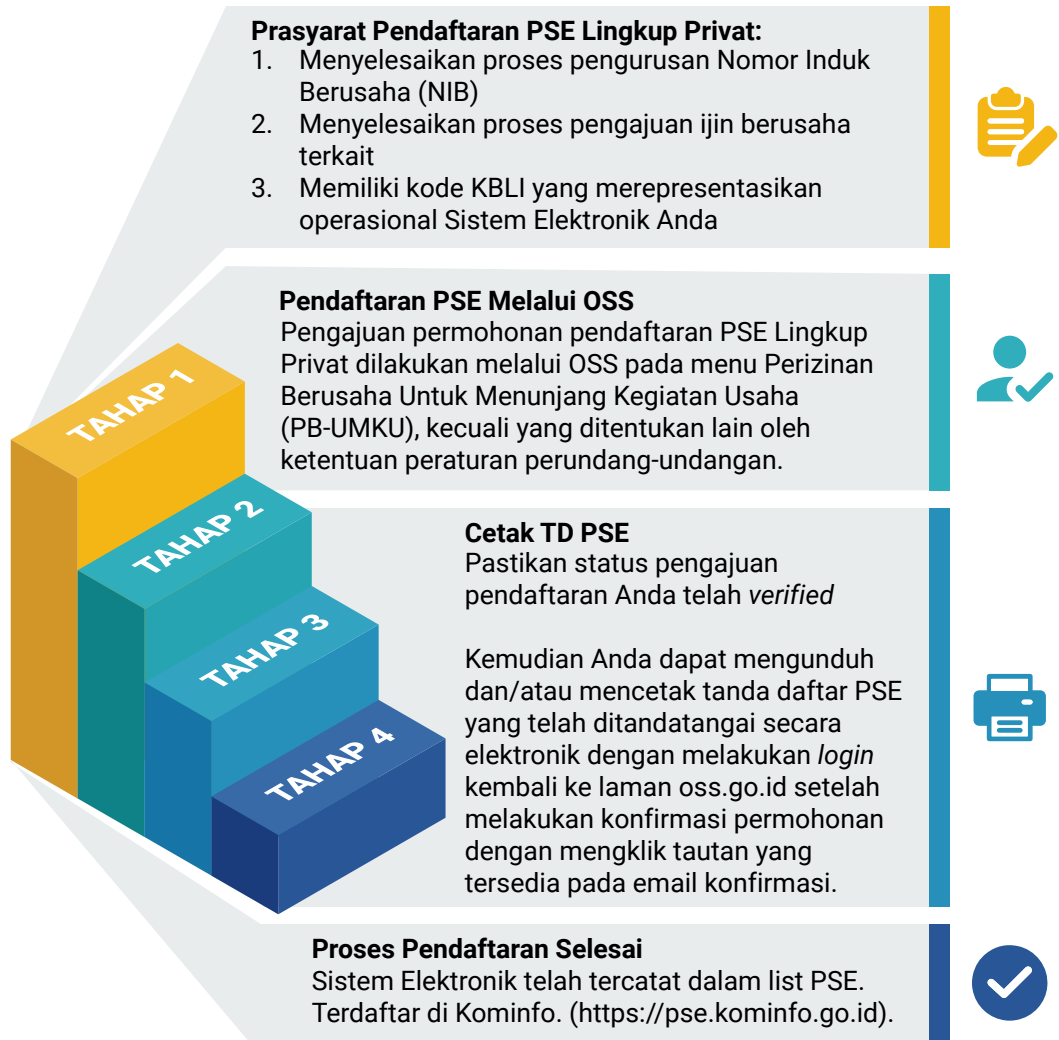 Prasyarat Pendaftaran PSE Lingkup Privat:
1. Menyelesaikan proses pengurusan Nomor Induk
Berusaha (NIB)
2. Menyelesaikan proses pengajuan ijin berusaha
terkait
3. Memiliki kode KBLI yang merepresentasikan
operasional Sistem Elektronik Anda
TAHAP 1
Pendaftaran PSE Melalui OSS
Pengajuan permohonan pendaftaran PSE Lingkup
Privat dilakukan melalui OSS pada menu Perizinan
Berusaha Untuk Menunjang Kegiatan Usaha
(PB-UMKU), kecuali yang ditentukan lain oleh
ketentuan peraturan perundang-undangan.
TAHAP 2
Cetak TD PSE
Pastikan status pengajuan
pendaftaran Anda telah verified
Kemudian Anda dapat mengunduh
dan/atau mencetak tanda daftar PSE
yang telah ditandatangai secara
elektronik dengan melakukan login
kembali ke laman oss.go.id setelah
melakukan konfirmasi permohonan
dengan mengklik tautan yang
tersedia pada email konfirmasi.
TAHAP 3
TAHAP 4
Proses Pendaftaran Selesai
Sistem Elektronik telah tercatat dalam list PSE.
Terdaftar di Kominfo. (https://pse.kominfo.go.id).